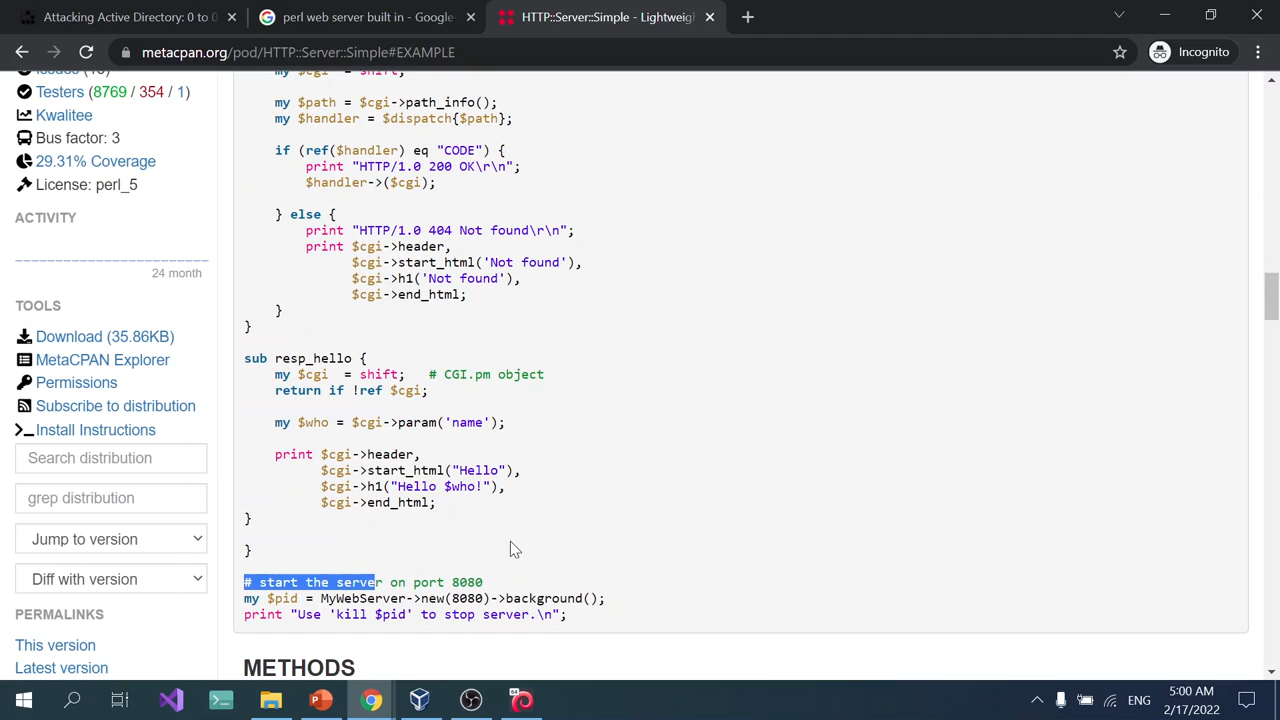 Attacking Active Directory: 0 to 0
perl web server built in - Google
HTTP::Server::Simple - Lightweigh
metacpan.org/pod/HTTP::Server::Simple#EXAMPLE
Incognito
Testers (8769 / 354 / 1)
Kwalitee
Bus factor: 3
29.31% Coverage
License: perl_5
ACTIVITY
24 month
TOOLS
Download (35.86KB)
MetaCPAN Explorer
Permissions
Subscribe to distribution
Install Instructions
Search distribution
grep distribution
Jump to version
Diff with version
PERMALINKS
This version
Latest version
my $cgi = shift;
my $path = $cgi->path_info();
my $handler = $dispatch{$path};
if (ref($handler) eq "CODE") {
print "HTTP/1.0 200 OK\r\n";
$handler->($cgi);
} else {
print "HTTP/1.0 404 Not found\r\n";
print $cgi->header,
$cgi->start_html('Not found'),
$cgi->h1('Not found'),
$cgi->end_html;
}
}
sub resp_hello {
my $cgi = shift; # CGI.pm object
return if !ref $cgi;
my $who = $cgi->param('name');
print $cgi->header,
$cgi->start_html("Hello"),
$cgi->h1("Hello $who!"),
$cgi->end_html;
}
}
# start the server on port 8080
my $pid = MyWebServer->new(8080)->background();
print "Use 'kill $pid' to stop server.\n";
METHODS
64
ENG
5:00 AM
2/17/2022